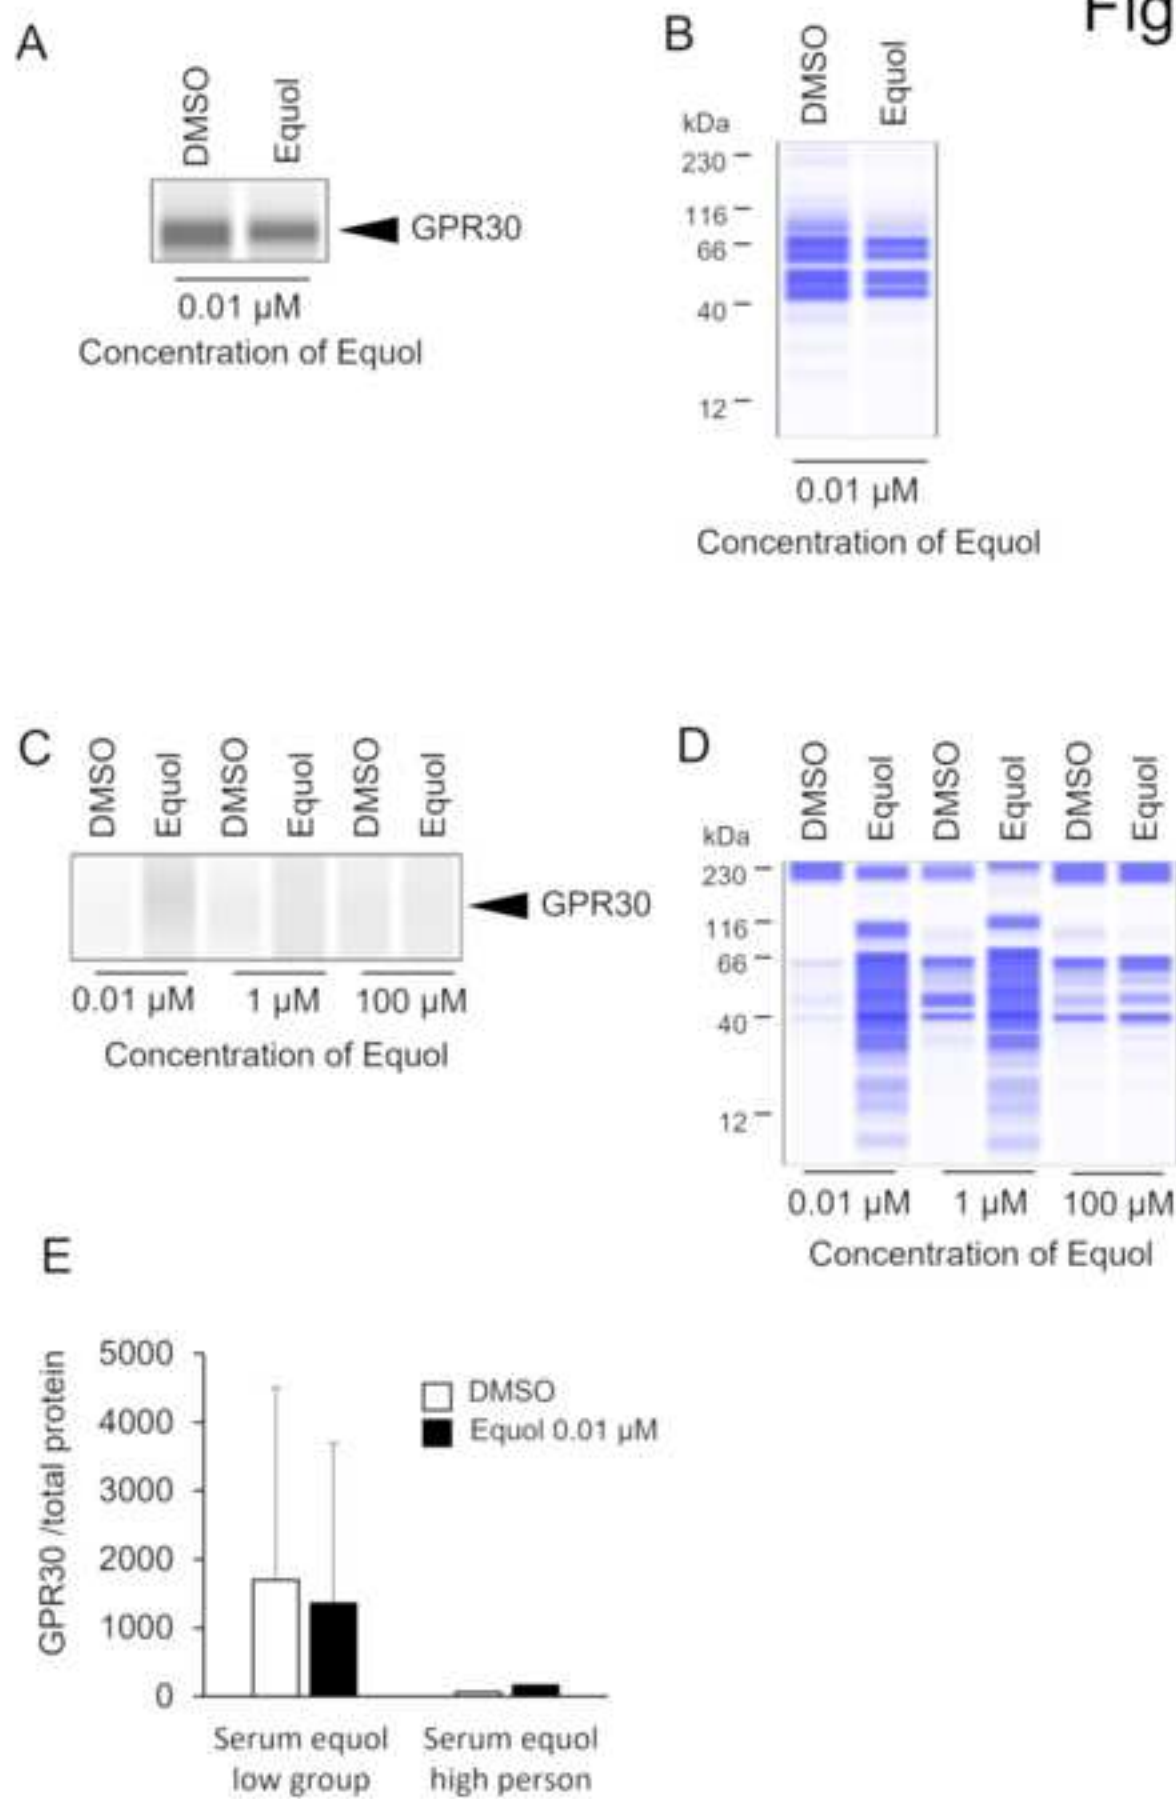 Fig
A
DMSO
Equol
GPR30
0.01 µM
Concentration of Equol
B
DMSO
Equol
kDa
230
116
66
40
12
0.01 µM
Concentration of Equol
C
DMSO
Equol
DMSO
Equol
DMSO
Equol
GPR30
0.01 µM 1 µM 100 µM
Concentration of Equol
D
DMSO
Equol
DMSO
Equol
DMSO
Equol
kDa
230
116
66
40
12
0.01 µM 1 µM 100 µM
Concentration of Equol
E
GPR30 /total protein
5000
4000
3000
2000
1000
0
DMSO
Equol 0.01 µM
Serum equol
low group
Serum equol
high person